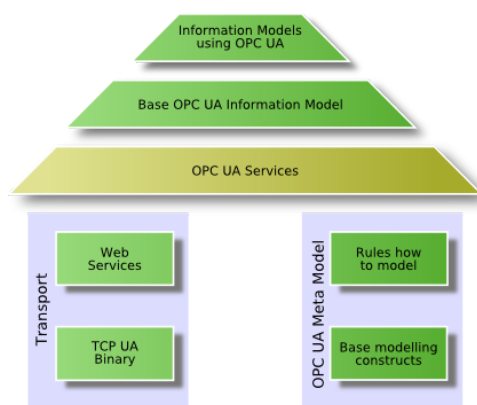 Information Models
using OPC UA
Base OPC UA Information Model
OPC UA Services
Transport
Web
Services
TCP UA
Binary
OPC UA Meta Model
Rules how
to model
Base modelling
constructs